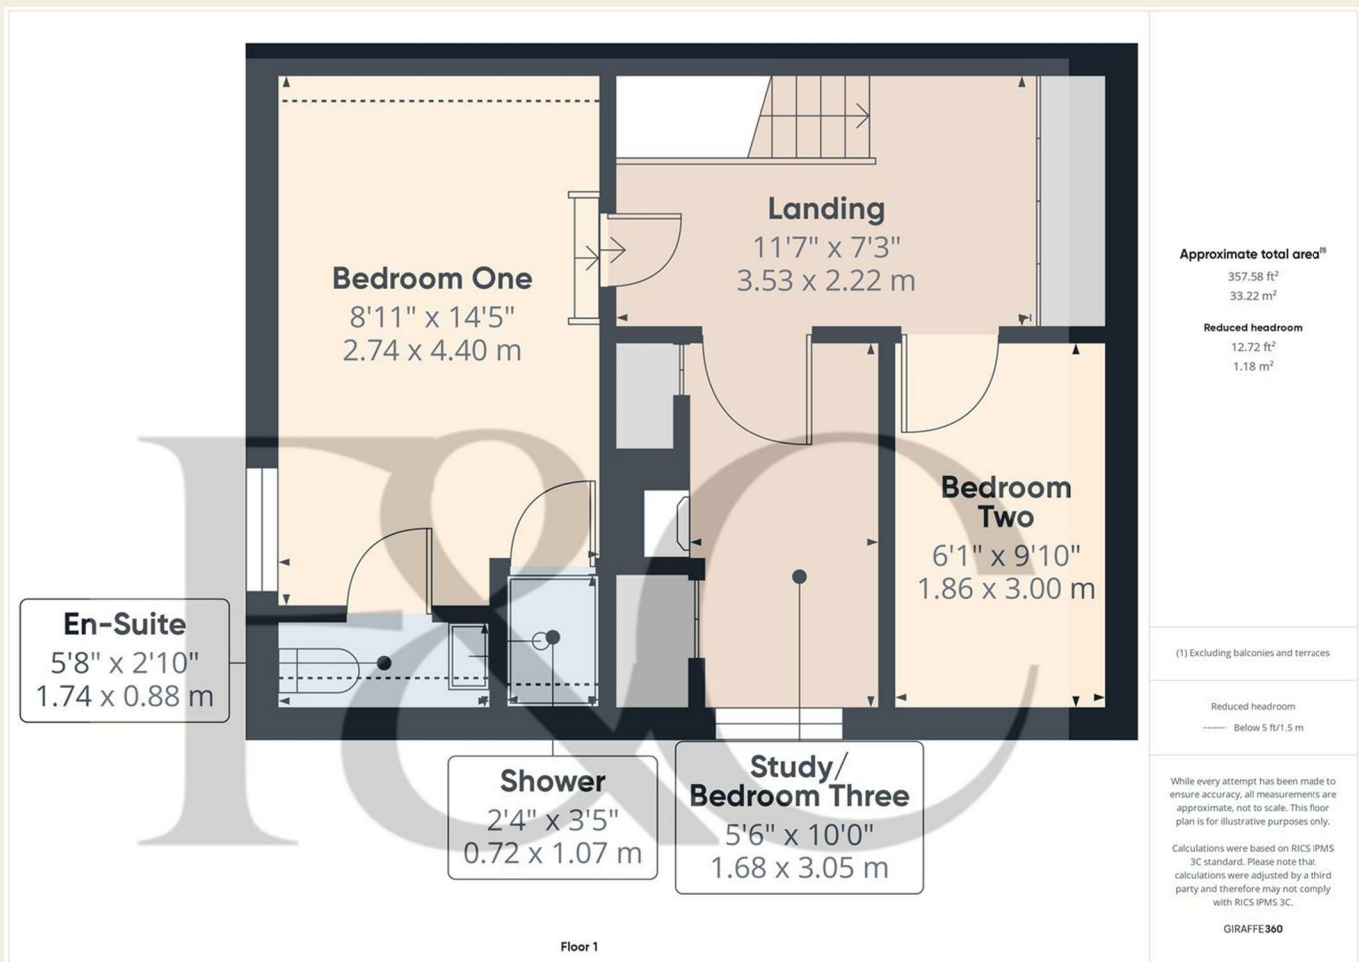 Bedroom One
8'11" x 14'5"
2.74 x 4.40 m
Landing
11'7" x 7'3"
3.53 x 2.22 m
Bedroom
Two
6'1" x 9'10"
1.86 x 3.00 m
En-Suite
5'8" x 2'10"
1.74 x 0.88 m
Shower
2'4" x 3'5"
0.72 x 1.07 m
Study/
Bedroom Three
5'6" x 10'0"
1.68 x 3.05 m
F&C
Floor 1
Approximate total area(1)
357.58 ft²
33.22 m²
Reduced headroom
12.72 ft²
1.18 m²
(1) Excluding balconies and terraces
Reduced headroom
Below 5 ft/1.5 m
While every attempt has been made to
ensure accuracy, all measurements are
approximate, not to scale. This floor
plan is for illustrative purposes only.
Calculations were based on RICS IPMS
3C standard. Please note that
calculations were adjusted by a third
party and therefore may not comply
with RICS IPMS 3C.
GIRAFFE360